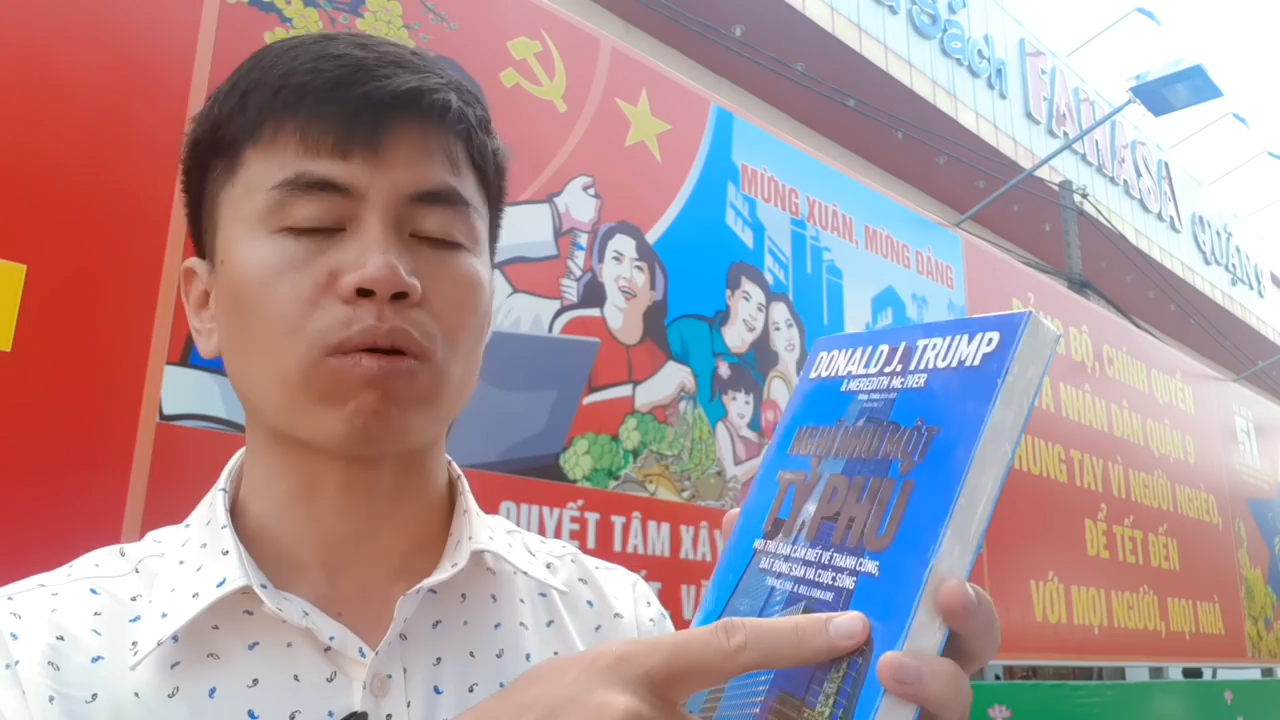 Sách
FAHASA QUẬN 9
MỪNG XUÂN, MỪNG ĐẢNG
QUYẾT TÂM XÂY
BỘ, CHÍNH QUYỀN
NHÂN DÂN QUẬN 9
CHUNG TAY VÌ NGƯỜI NGHÈO,
ĐỂ TẾT ĐẾN
VỚI MỌI NGƯỜI, MỌI NHÀ
DONALD J. TRUMP
& MEREDITH McIVER
NGHĨ NHƯ MỘT
TỶ PHÚ
MỌI THỨ BẠN CẦN BIẾT VỀ THÀNH CÔNG,
BẤT ĐỘNG SẢN VÀ CUỘC SỐNG
THINK LIKE A BILLIONAIRE